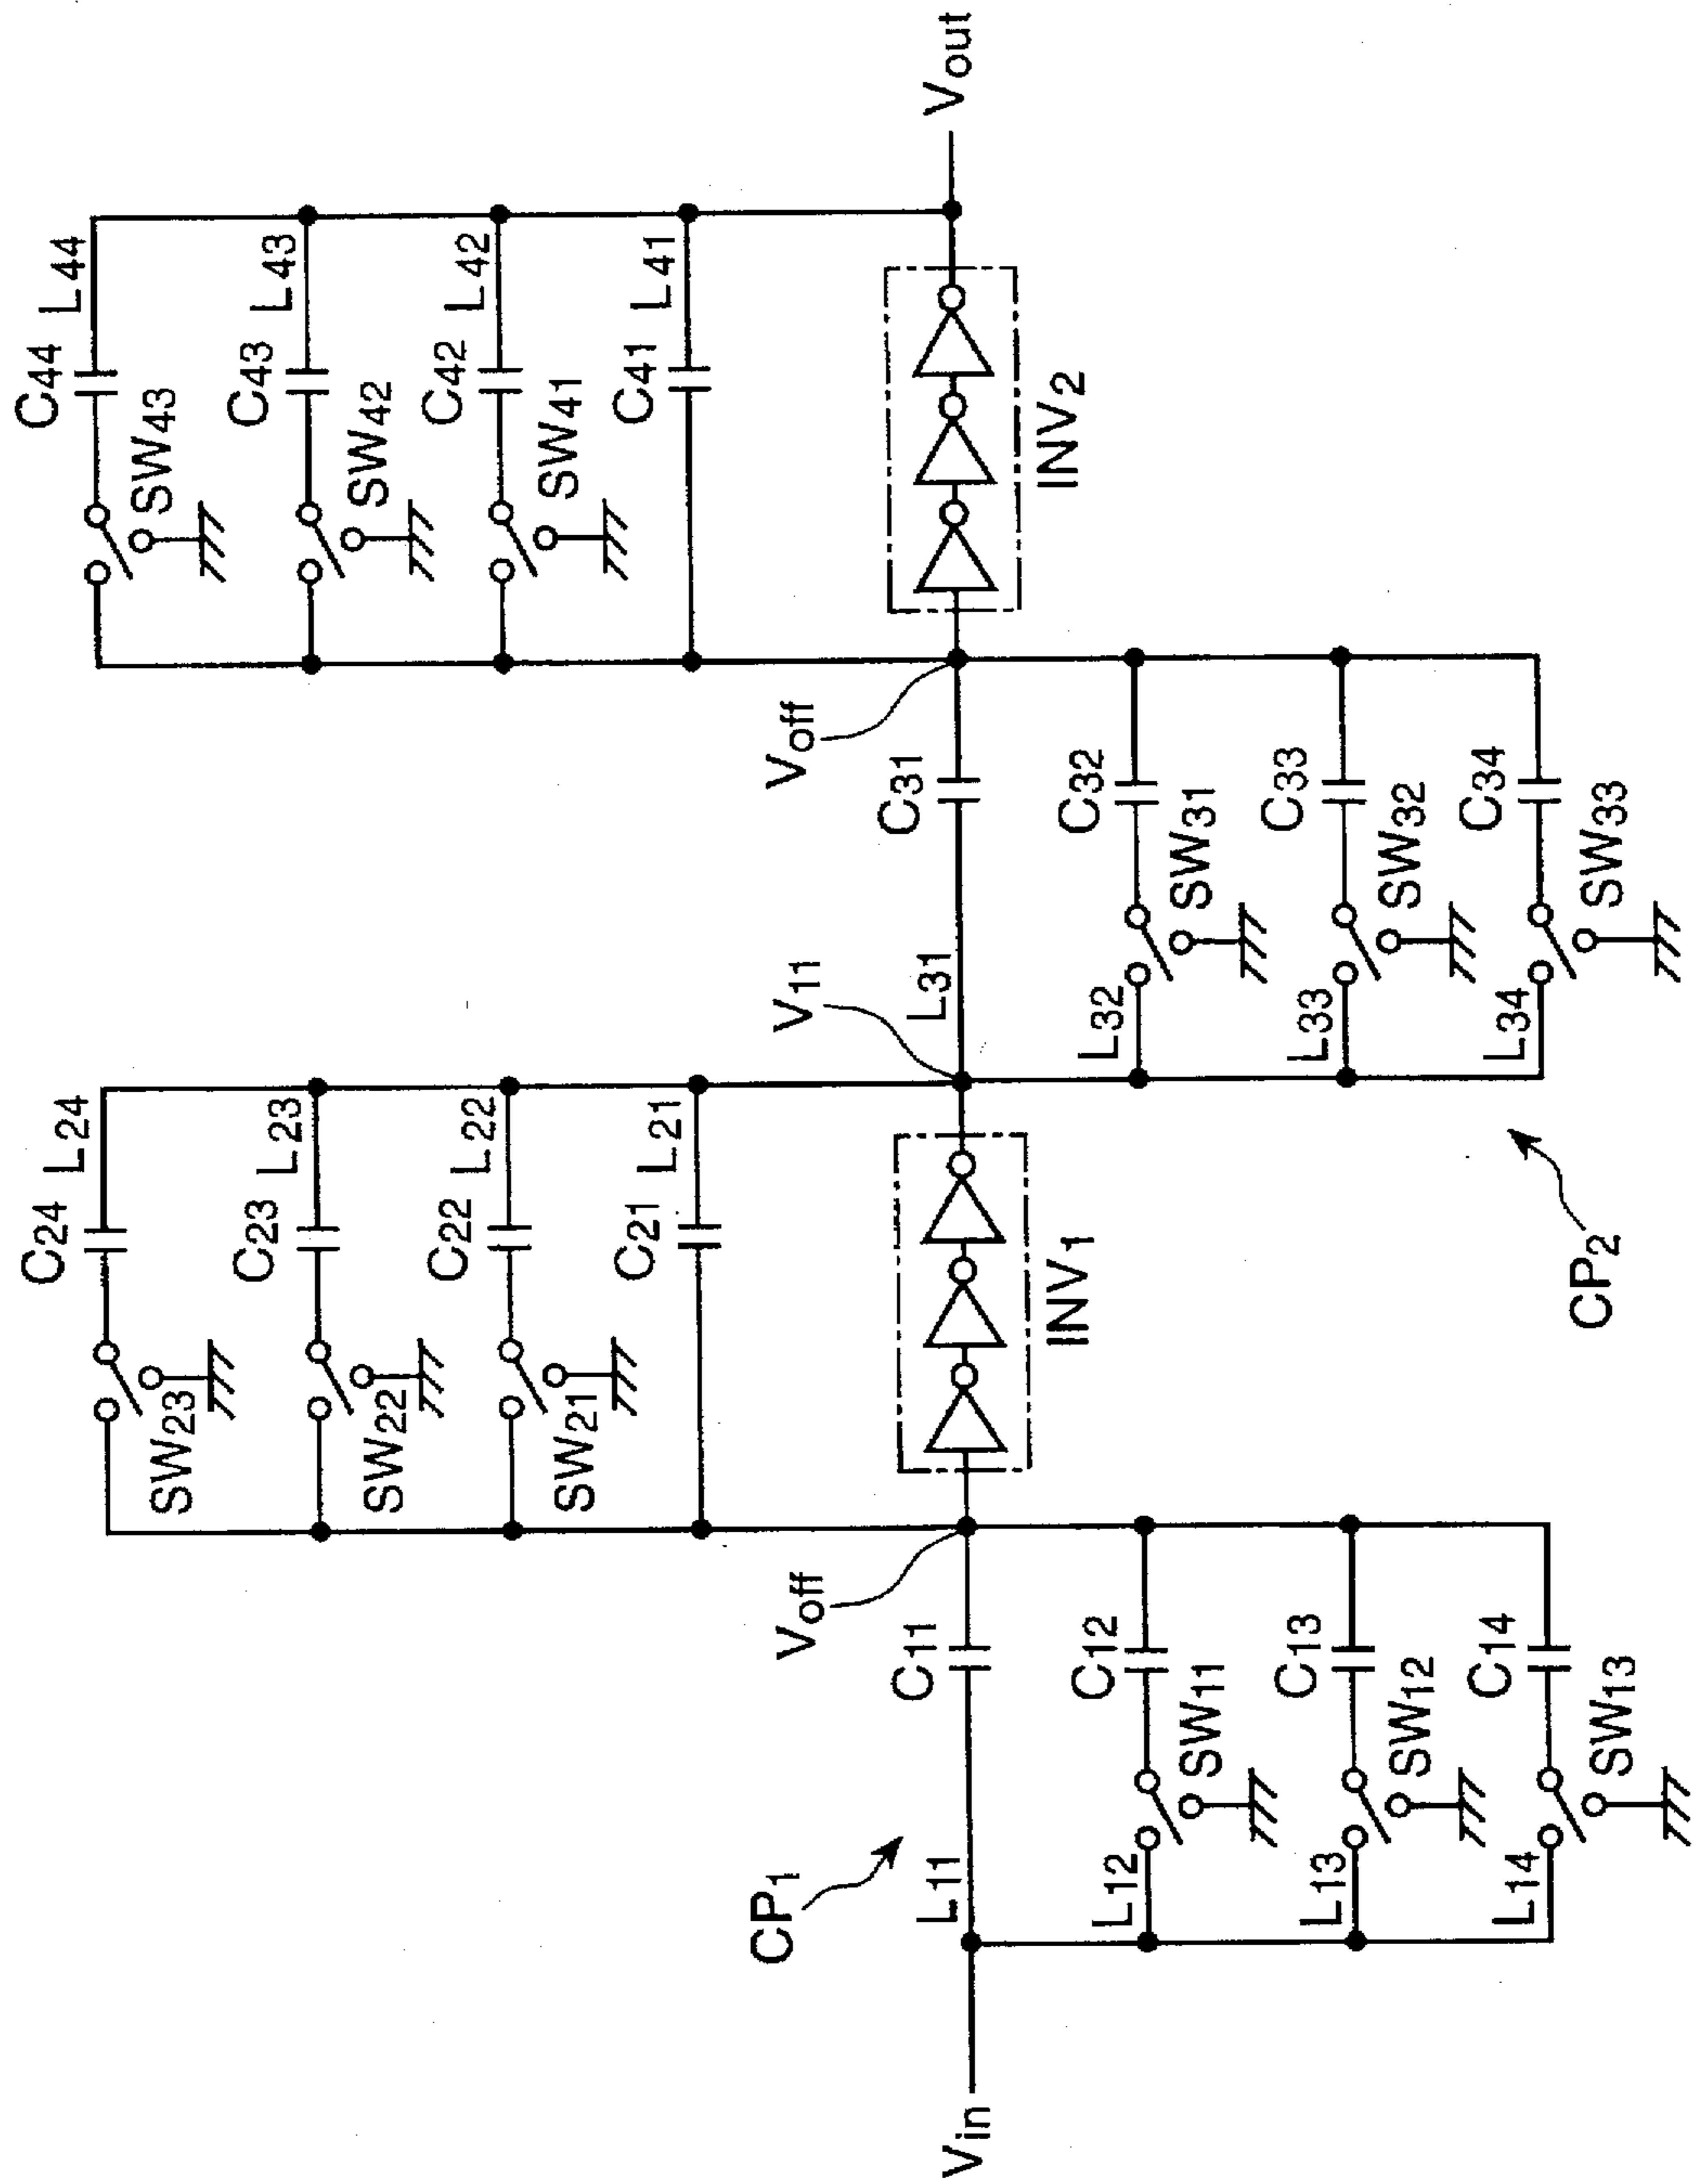 C24 L24
SW23
C23 L23
SW22
C22 L22
SW21
C21 L21
C44 L44
SW43
C43 L43
SW42
C42 L42
SW41
C41 L41
Voff
V11
Voff
CP1
Vin
L11
C11
INV1
L31
C31
INV2
Vout
L12
C12
SW11
L13
C13
SW12
L14
C14
SW13
L32
C32
SW31
L33
C33
SW32
L34
C34
SW33
CP2